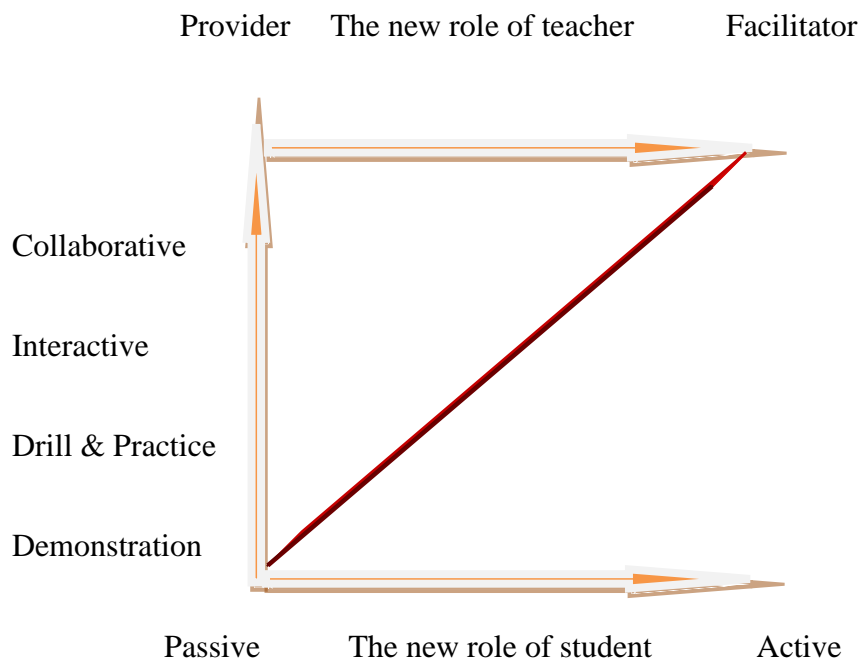 Provider The new role of teacher Facilitator
Collaborative
Interactive
Drill & Practice
Demonstration
Passive The new role of student Active